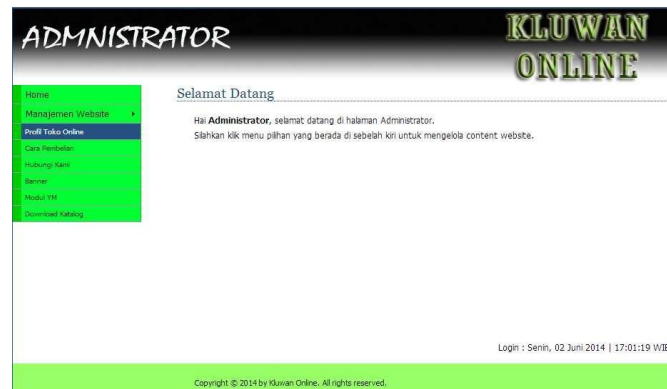 ADMNISTRATOR
KLUWAN
ONLINE
Home
Manajemen Website
Profil Toko Online
Cara Pembelian
Hubungi Kami
Banner
Modul YM
Download Katalog
Selamat Datang
Hai Administrator, selamat datang di halaman Administrator.
Silahkan klik menu pilihan yang berada di sebelah kiri untuk mengelola content website.
Login : Senin, 02 Juni 2014 | 17:01:19 WIB
Copyright © 2014 by Kluwan Online. All rights reserved.